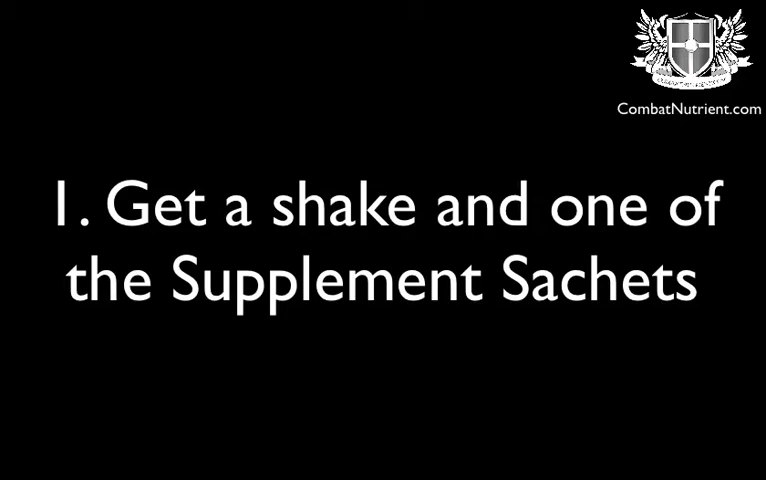 CombatNutrient.com
1. Get a shake and one of
the Supplement Sachets